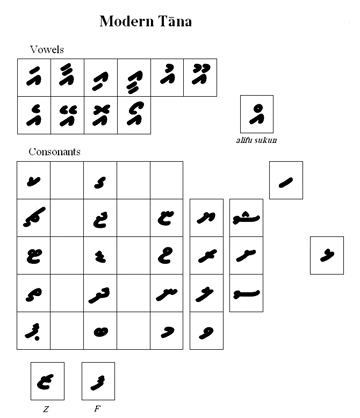 Modern Tāna
Vowels
އަ އާ އި އީ އު އޫ
އެ އޭ އޮ އޯ އް
alifu sukun
Consonants
ކ ގ ހ
ޗ ޖ ޏ ޔ ޝ
ޓ ޑ ޱ ރ ށ ޅ
ތ ދ ނ ލ ސ
ޕ ބ މ ވ
ޒ ފ
Z F